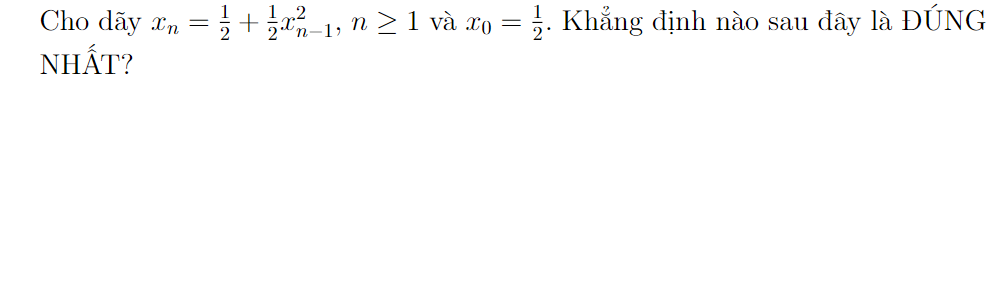 Cho dãy $x_n = \frac{1}{2} + \frac{1}{2}x_{n-1}^2$, $n \geq 1$ và $x_0 = \frac{1}{2}$. Khẳng định nào sau đây là ĐÚNG
NHẤT?